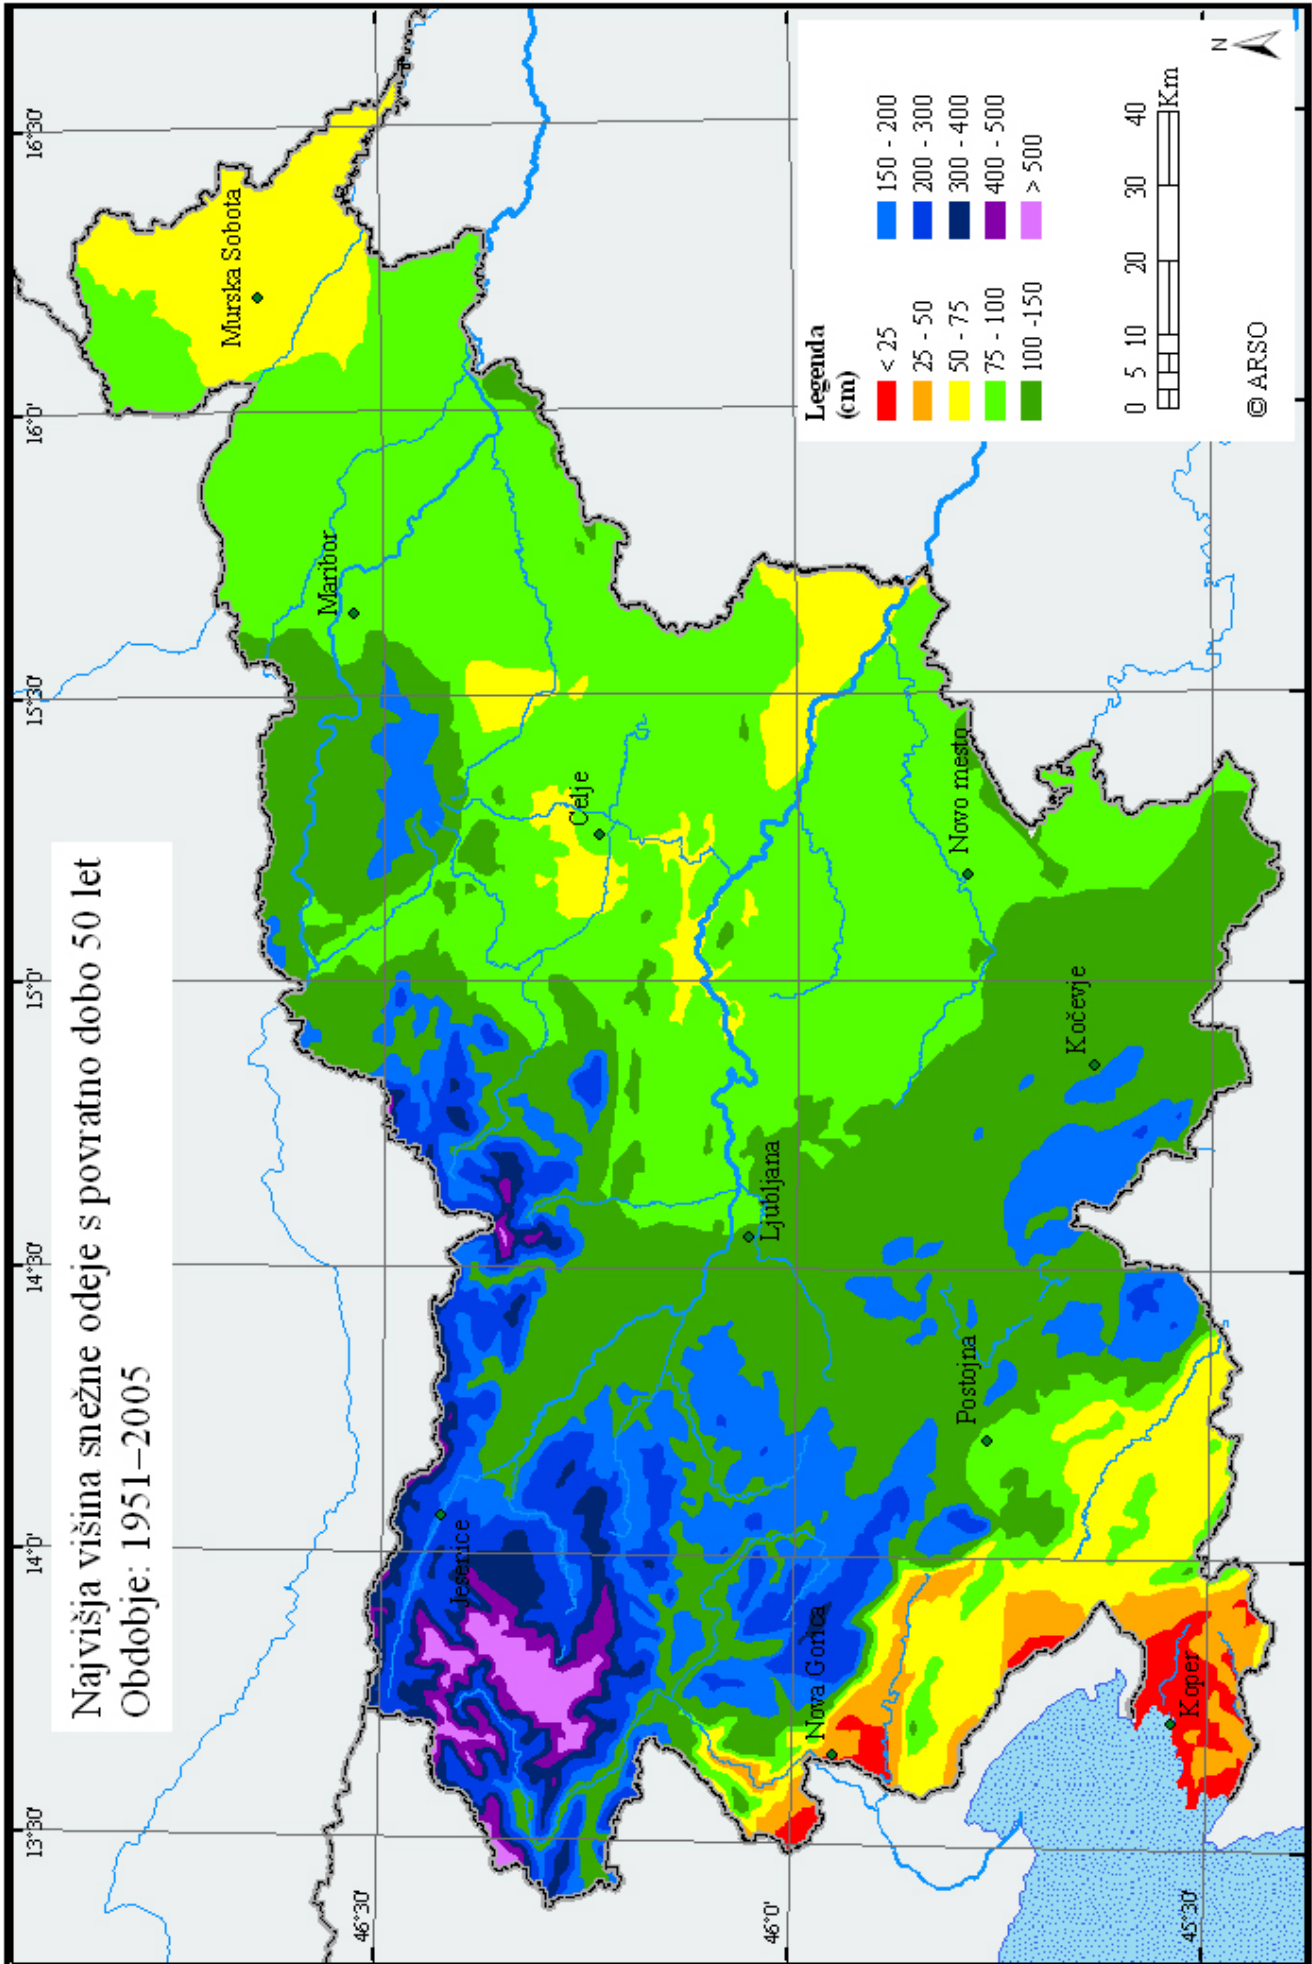 Najvišja višina snežne odeje s povratno dobo 50 let
Obdobje: 1951–2005
13°30'
14°0'
14°30'
15°0'
15°30'
16°0'
16°30'
46°30'
46°0'
45°30'
Murska Sobota
Maribor
Celje
Jesenice
Ljubljana
Novo mesto
Kočevje
Postojna
Nova Gorica
Koper
Legenda
(cm)
< 25
25 - 50
50 - 75
75 - 100
100 -150
150 - 200
200 - 300
300 - 400
400 - 500
> 500
0 5 10 20 30 40
Km
N
© ARSO